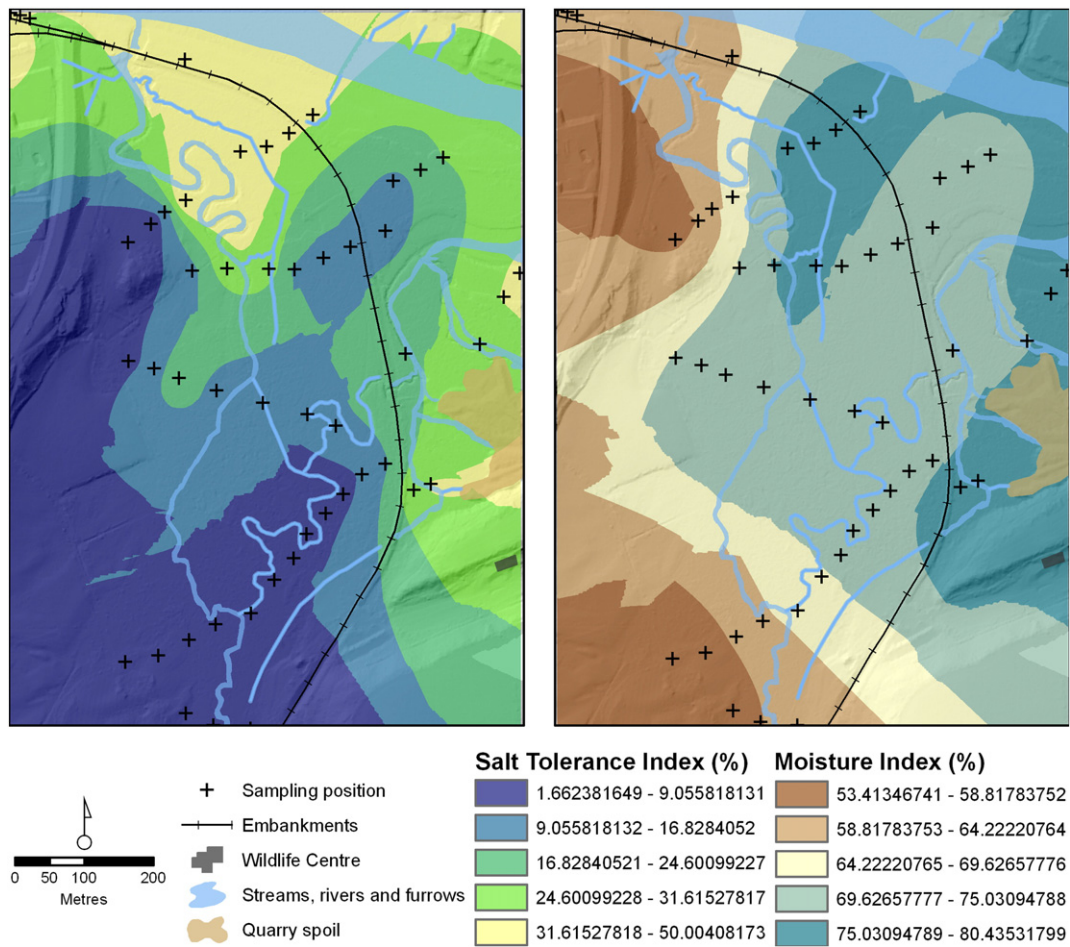 Salt Tolerance Index (%)
1.662381649 - 9.055818131
9.055818132 - 16.8284052
16.82840521 - 24.60099227
24.60099228 - 31.61527817
31.61527818 - 50.00408173
Moisture Index (%)
53.41346741 - 58.81783752
58.81783753 - 64.22220764
64.22220765 - 69.62657776
69.62657777 - 75.03094788
75.03094789 - 80.43531799
Sampling position
Embankments
Wildlife Centre
Streams, rivers and furrows
Quarry spoil
0 50 100 200
Metres